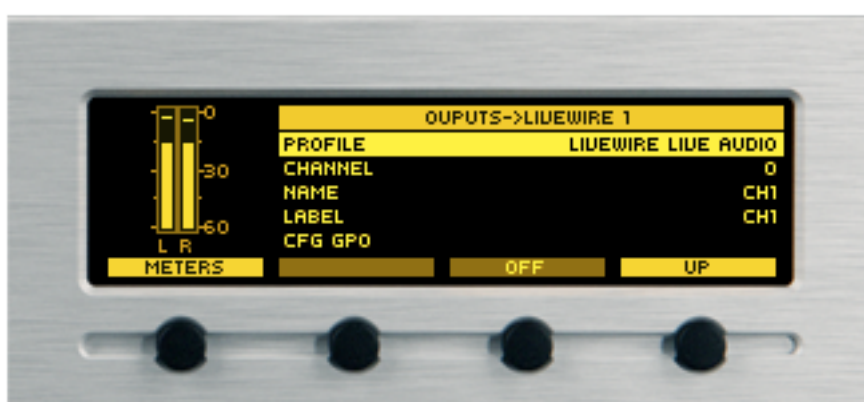 0
30
60
L R
OUPUTS->LIVEWIRE 1
PROFILE LIVEWIRE LIVE AUDIO
CHANNEL 0
NAME CH1
LABEL CH1
CFG GPO
METERS OFF UP